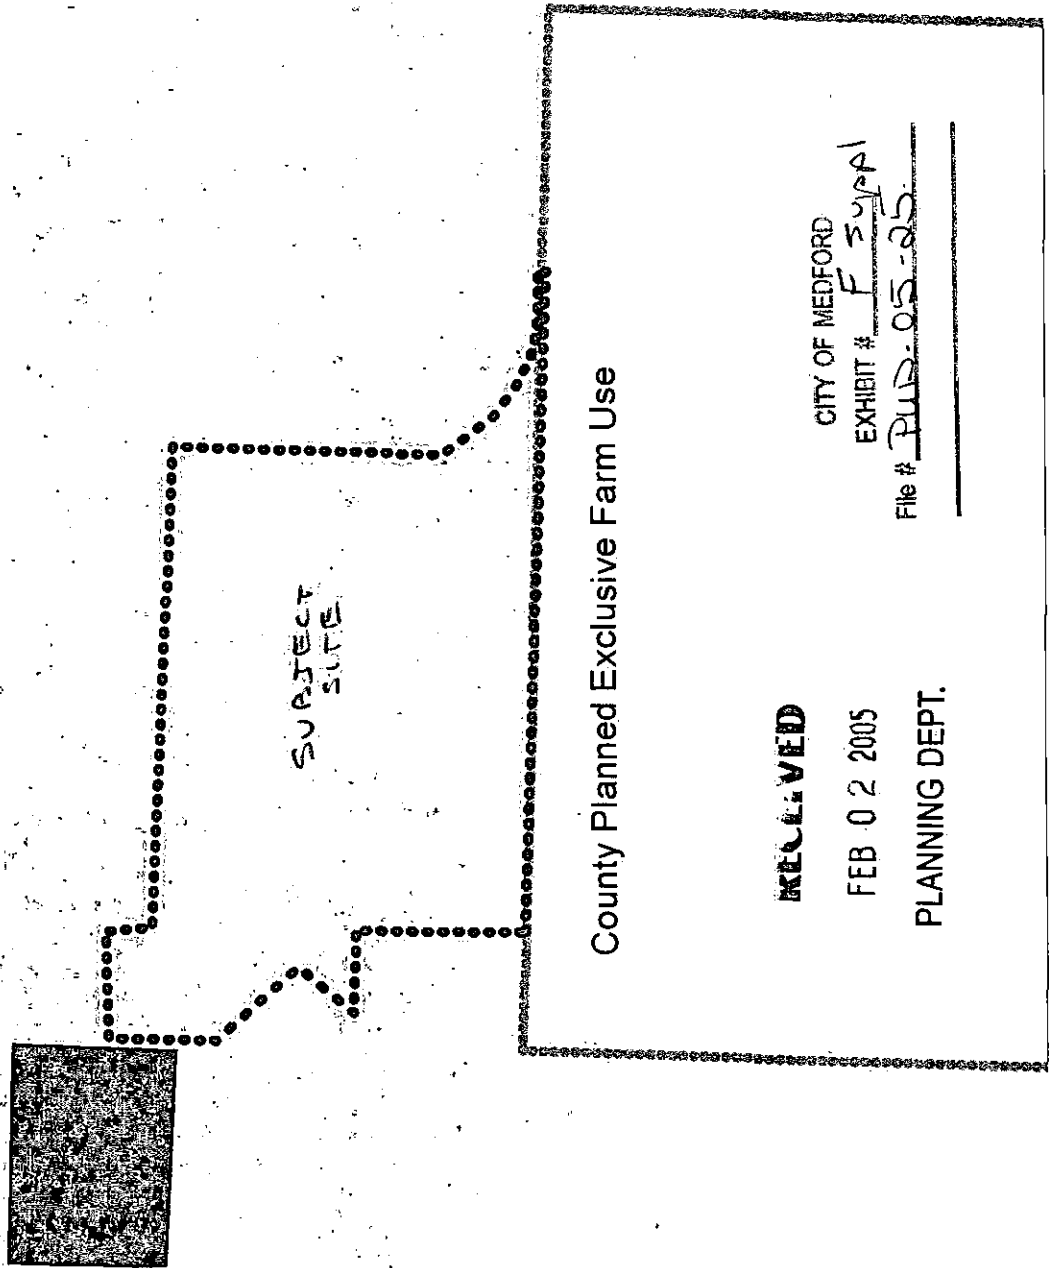 SUBJECT
SITE
County Planned Exclusive Farm Use
RECEIVED
FEB 02 2005
PLANNING DEPT.
CITY OF MEDFORD
EXHIBIT # F suppl
File # PUD-05-25